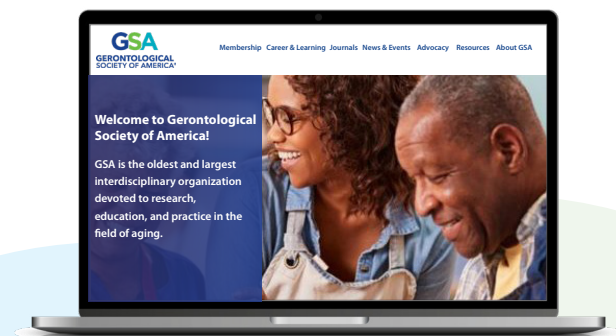 GSA
GERONTOLOGICAL
SOCIETY OF AMERICA®
Membership Career & Learning Journals News & Events Advocacy Resources About GSA
Welcome to Gerontological
Society of America!
GSA is the oldest and largest
interdisciplinary organization
devoted to research,
education, and practice in the
field of aging.